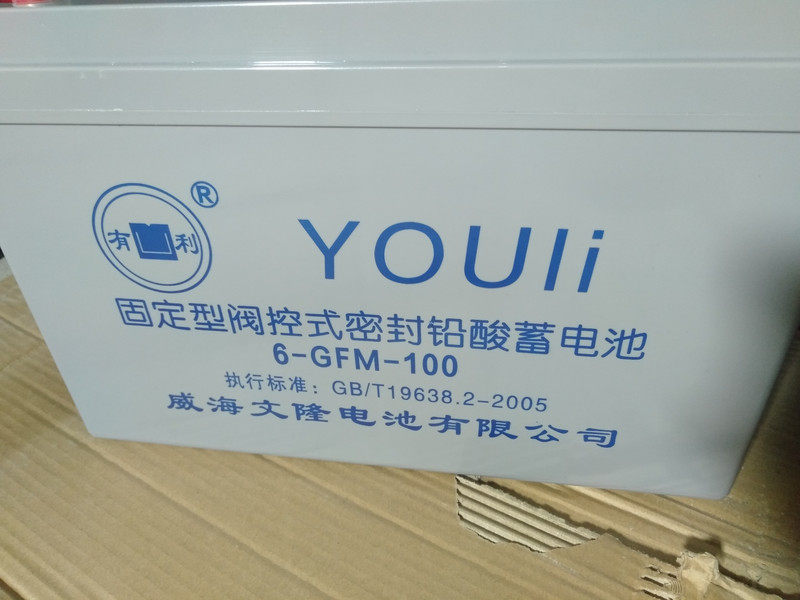 有利®
YOUli
固定型阀控式密封铅酸蓄电池
6-GFM-100
执行标准：GB/T19638.2-2005
威海文隆电池有限公司